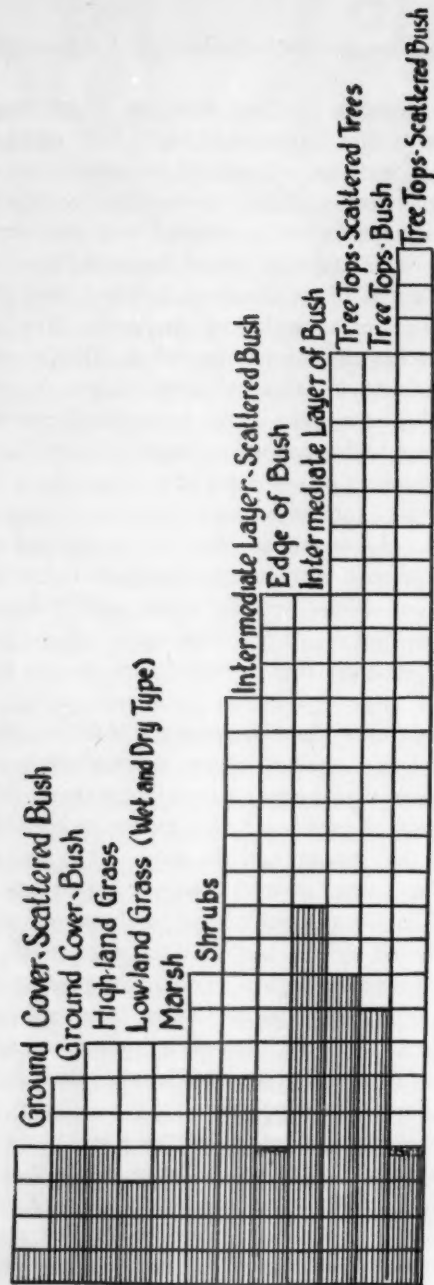 Ground Cover-Scattered Bush
Ground Cover-Bush
High-land Grass
Low-land Grass (Wet and Dry Type)
Marsh
Shrubs
Intermediate Layer-Scattered Bush
Edge of Bush
Intermediate Layer of Bush
Tree Tops-Scattered Trees
Tree Tops-Bush
Tree Tops-Scattered Bush